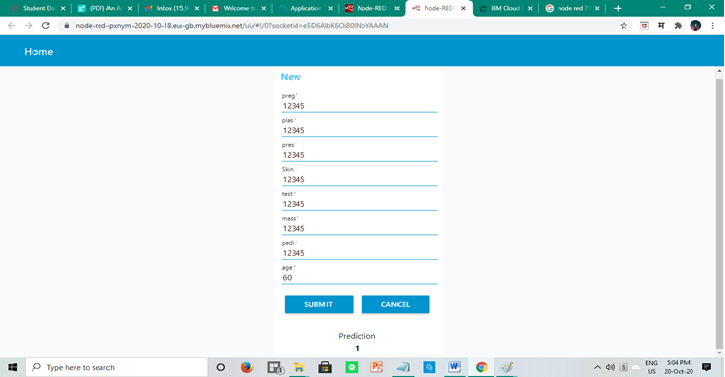 Student Da
(PDF) An Ac
Inbox (15,9
Welcome to
Application
Node-RED
Node-RED
IBM Cloud
node red
node-red-pxnym-2020-10-18.eu-gb.mybluemix.net/ui/#!/0?socketid=
Home
New
preg *
12345
plas *
12345
pres *
12345
Skin *
12345
test *
12345
mass *
12345
pedi *
12345
age *
60
SUBMIT
CANCEL
Prediction
1
Type here to search
ENG
US
5:04 PM
20-Oct-20